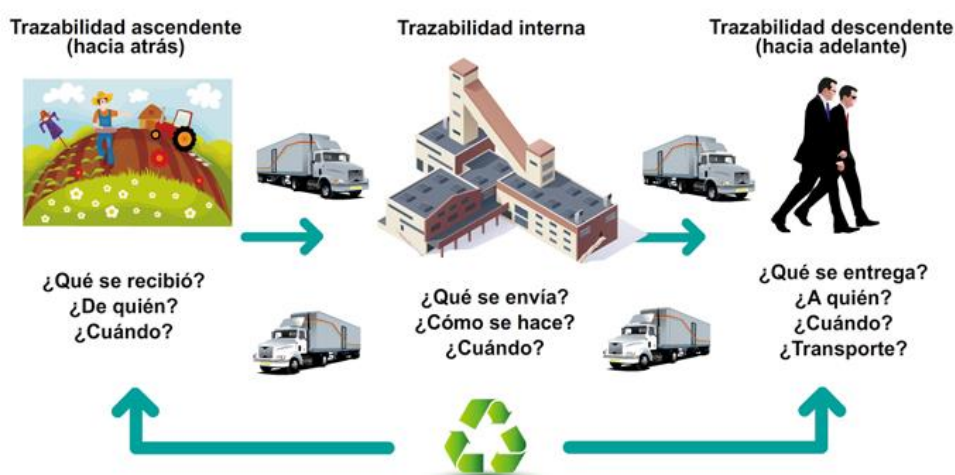 Trazabilidad ascendente
(hacia atrás)
Trazabilidad interna
Trazabilidad descendente
(hacia adelante)
¿Qué se recibió?
¿De quién?
¿Cuándo?
¿Qué se envía?
¿Cómo se hace?
¿Cuándo?
¿Qué se entrega?
¿A quién?
¿Cuándo?
¿Transporte?